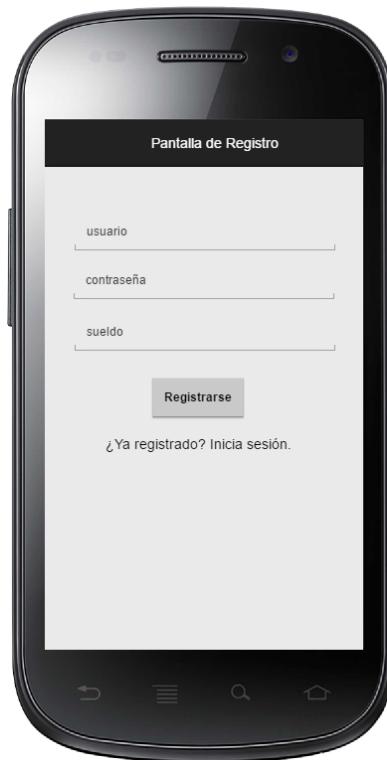 Pantalla de Registro
usuario
contraseña
sueldo
Registrarse
¿Ya registrado? Inicia sesión.